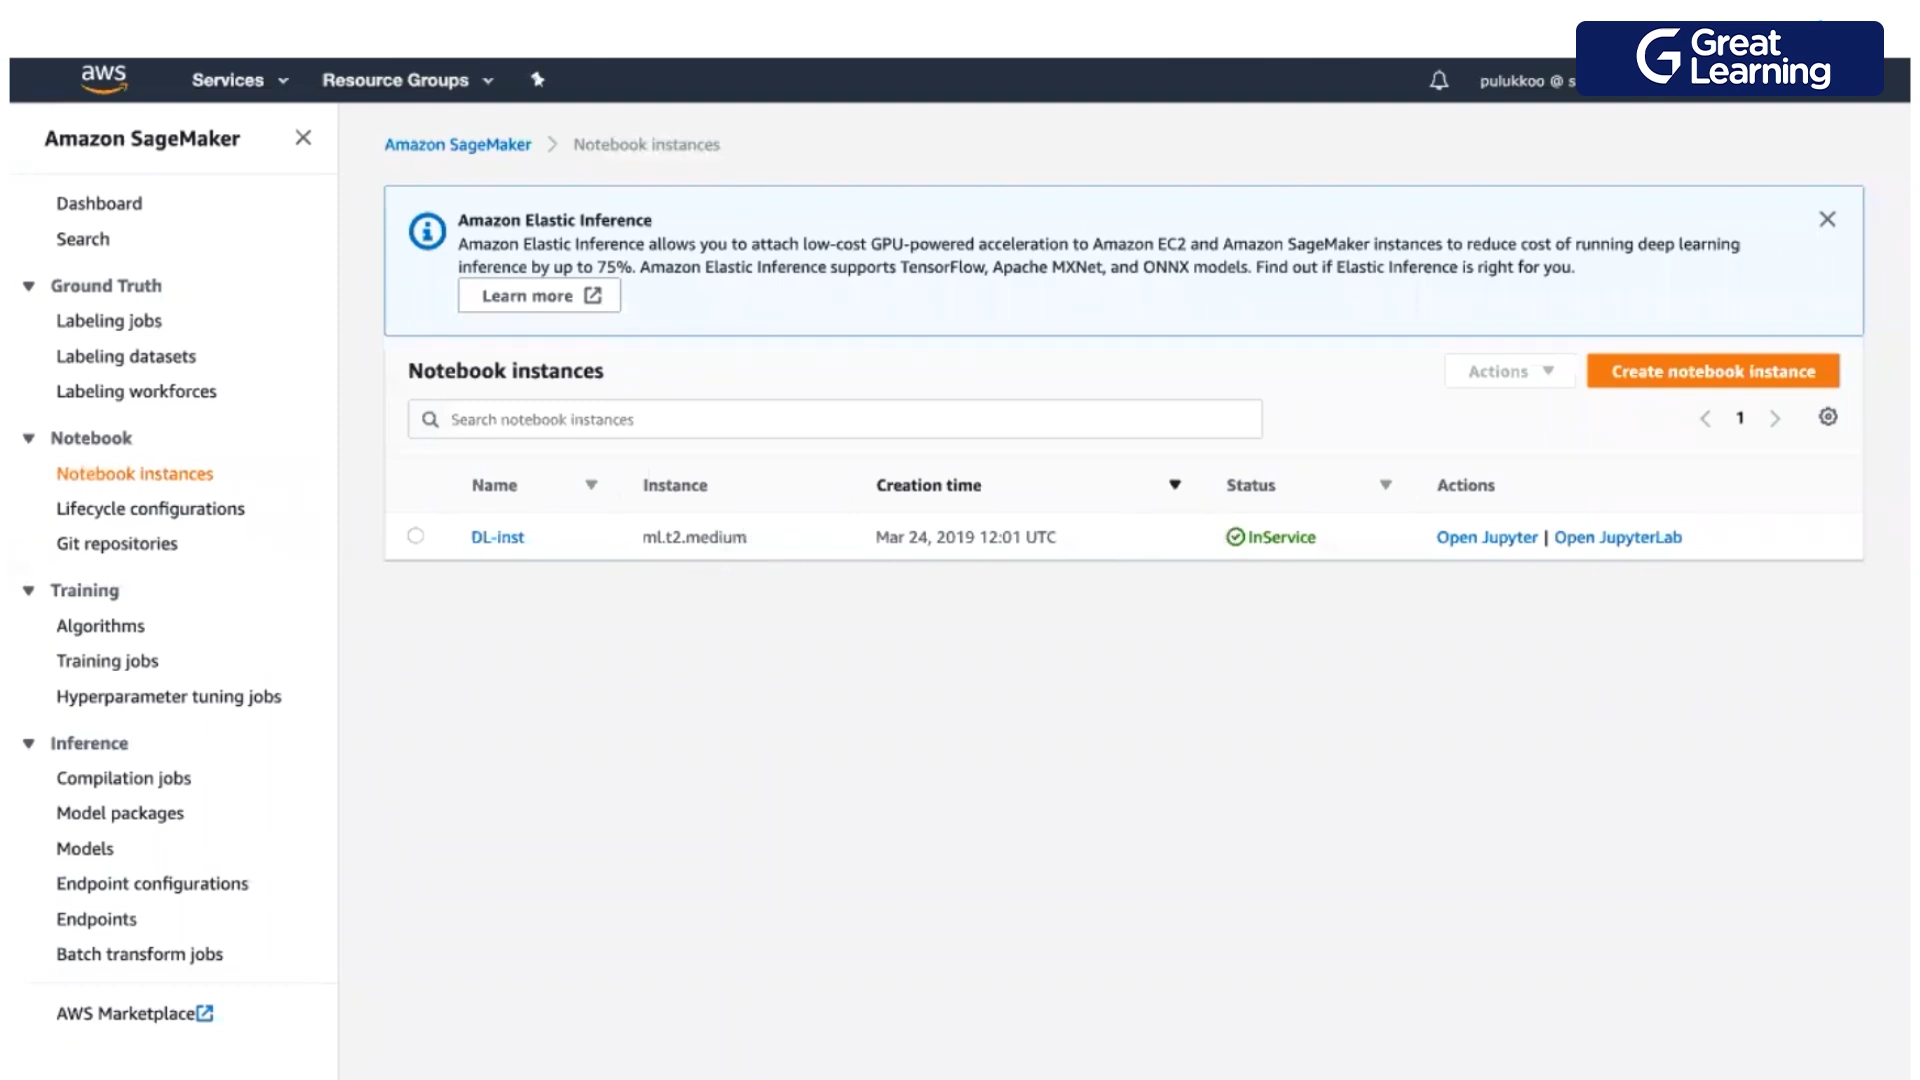 Great
Learning
aws
Services
Resource Groups
pulukkoo @ s
Amazon SageMaker
Dashboard
Search
Ground Truth
Labeling jobs
Labeling datasets
Labeling workforces
Notebook
Notebook instances
Lifecycle configurations
Git repositories
Training
Algorithms
Training jobs
Hyperparameter tuning jobs
Inference
Compilation jobs
Model packages
Models
Endpoint configurations
Endpoints
Batch transform jobs
AWS Marketplace
Amazon SageMaker > Notebook instances
Amazon Elastic Inference
Amazon Elastic Inference allows you to attach low-cost GPU-powered acceleration to Amazon EC2 and Amazon SageMaker instances to reduce cost of running deep learning
inference by up to 75%. Amazon Elastic Inference supports TensorFlow, Apache MXNet, and ONNX models. Find out if Elastic Inference is right for you.
Learn more
Notebook instances
Actions
Create notebook instance
Search notebook instances
1
Name Instance Creation time Status Actions
DL-inst ml.t2.medium Mar 24, 2019 12:01 UTC InService Open Jupyter | Open JupyterLab